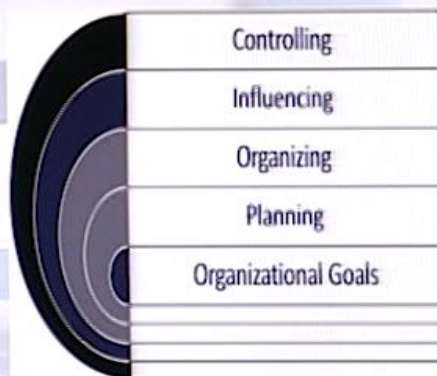 Controlling
Influencing
Organizing
Planning
Organizational Goals